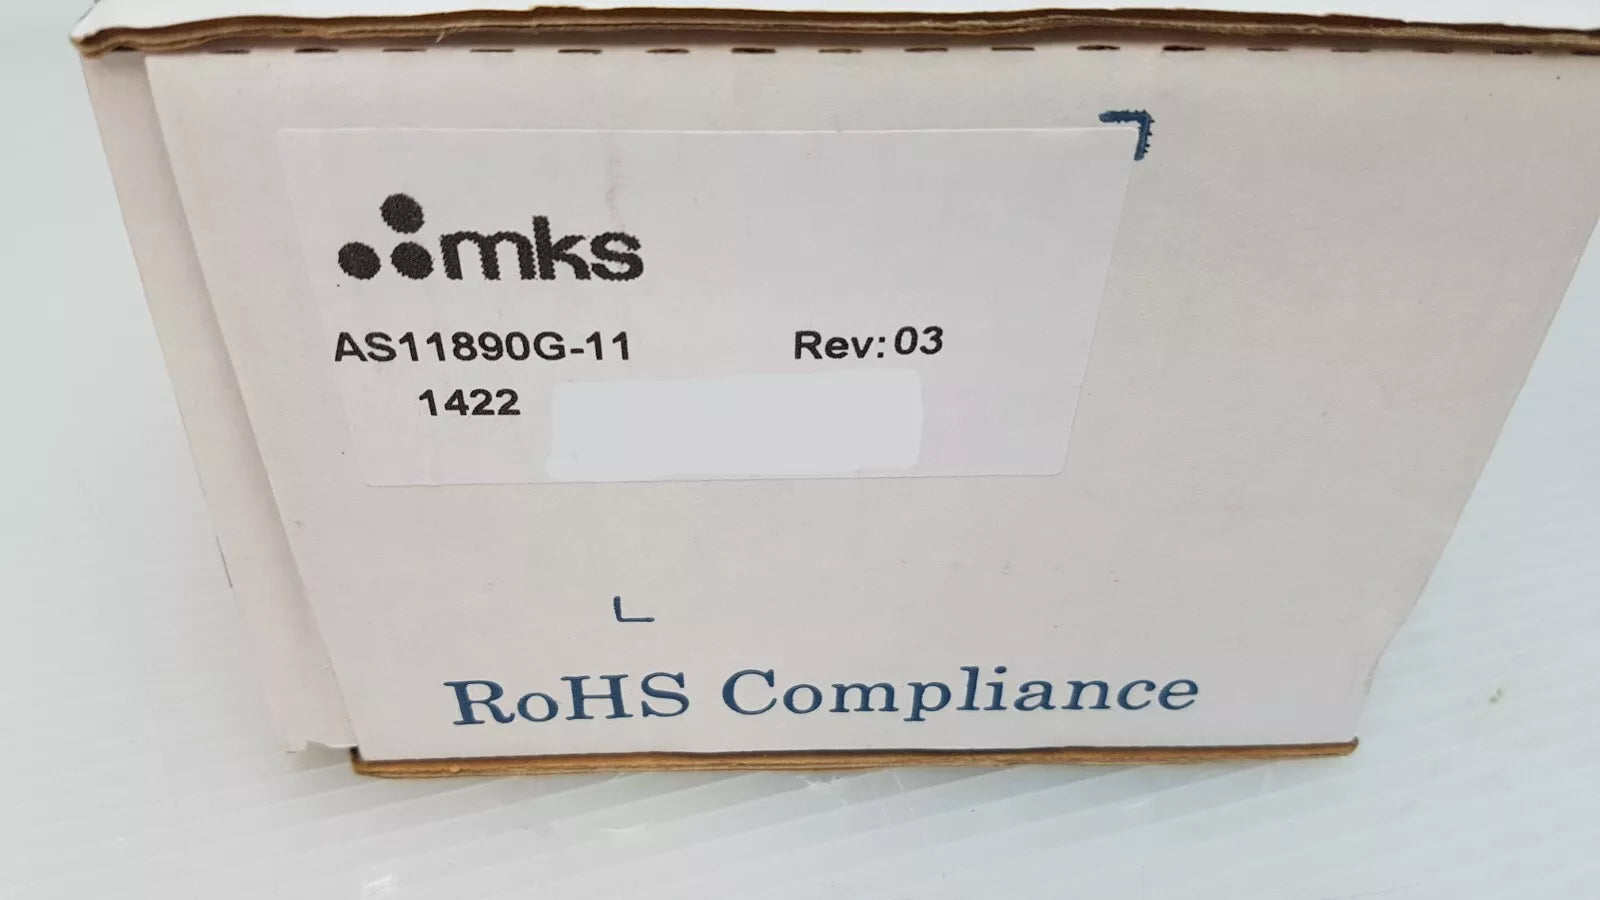 mks
AS11890G-11 Rev: 03
1422
RoHS Compliance